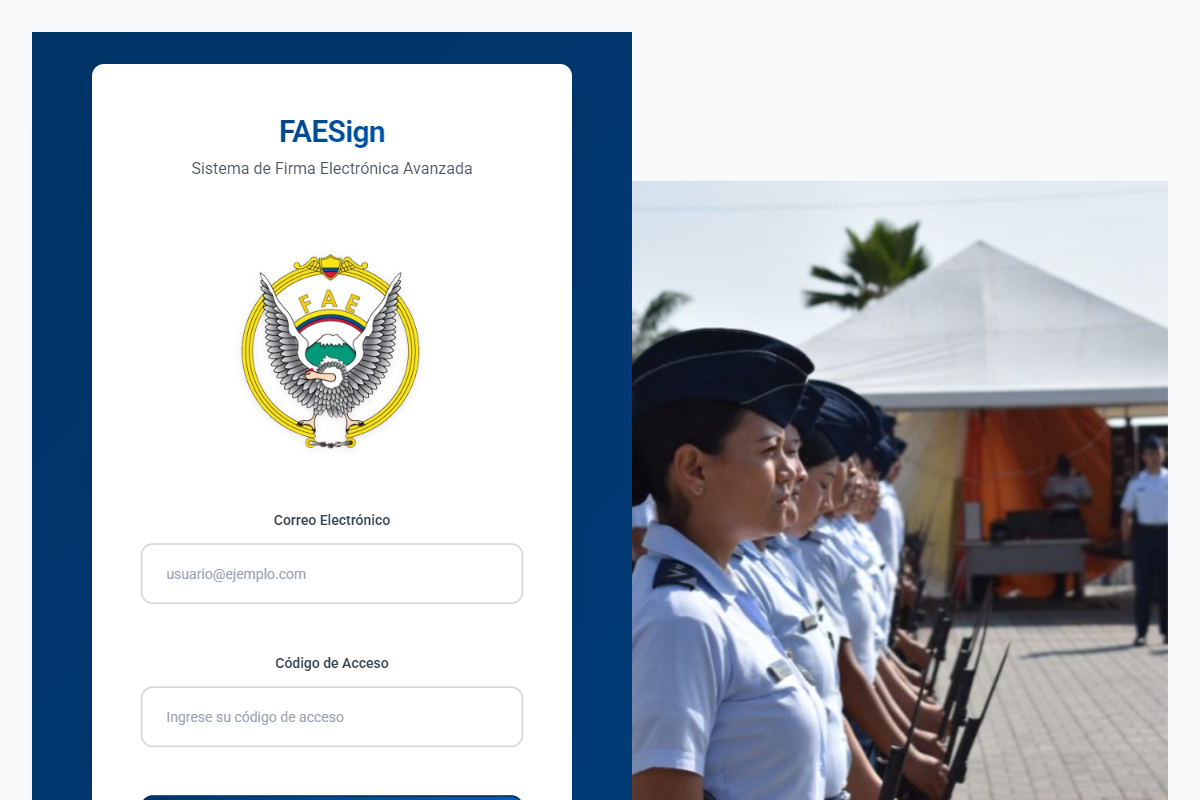 FAESign
Sistema de Firma Electrónica Avanzada
FAE
Correo Electrónico
usuario@ejemplo.com
Código de Acceso
Ingrese su código de acceso